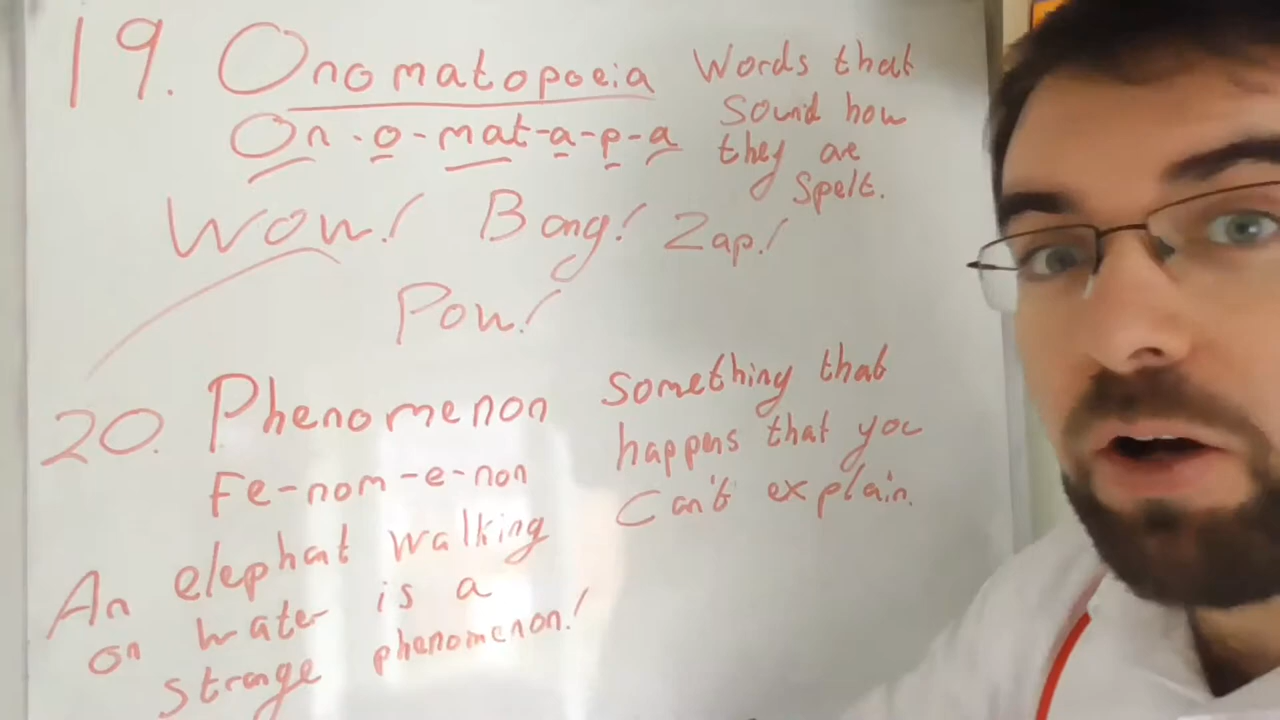 19. Onomatopoeia
Words that
sound how
they are
spelt.
On-o-mat-a-p-a
Wow! Bang! Zap!
Pow!
20. Phenomenon
Something that
happens that you
can't explain.
Fe-nom-e-non
An elephat walking
on water is a
strange phenomenon!